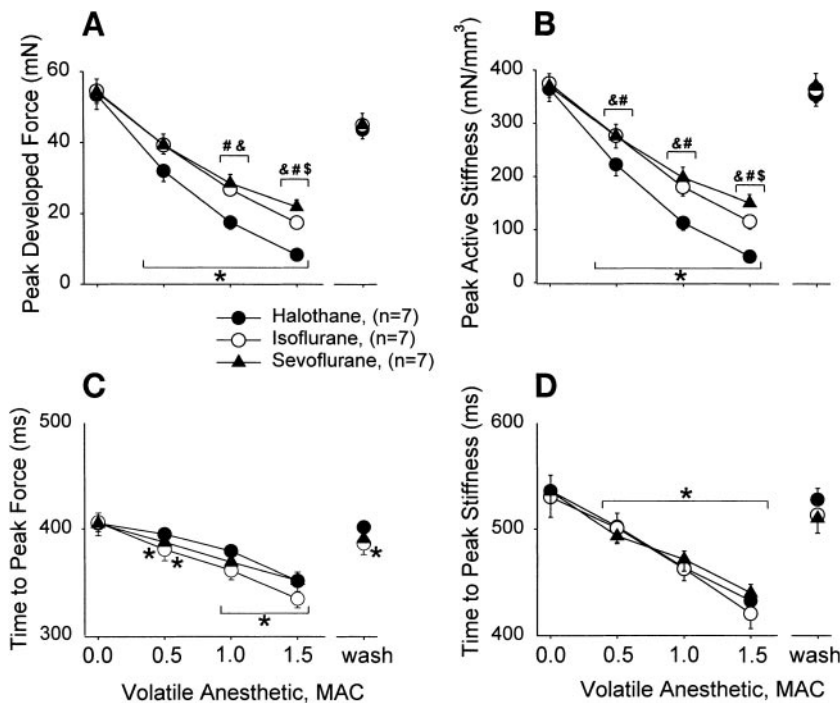 A
B
Peak Developed Force (mN)
60
40
20
0
# &
&#$
*
Peak Active Stiffness (mN/mm³)
400
300
200
100
0
&#
&#
&#$
*
Halothane, (n=7)
Isoflurane, (n=7)
Sevoflurane, (n=7)
C
D
Time to Peak Force (ms)
500
400
300
* *
*
*
0.0 0.5 1.0 1.5 wash
Volatile Anesthetic, MAC
Time to Peak Stiffness (ms)
600
500
400
*
0.0 0.5 1.0 1.5 wash
Volatile Anesthetic, MAC